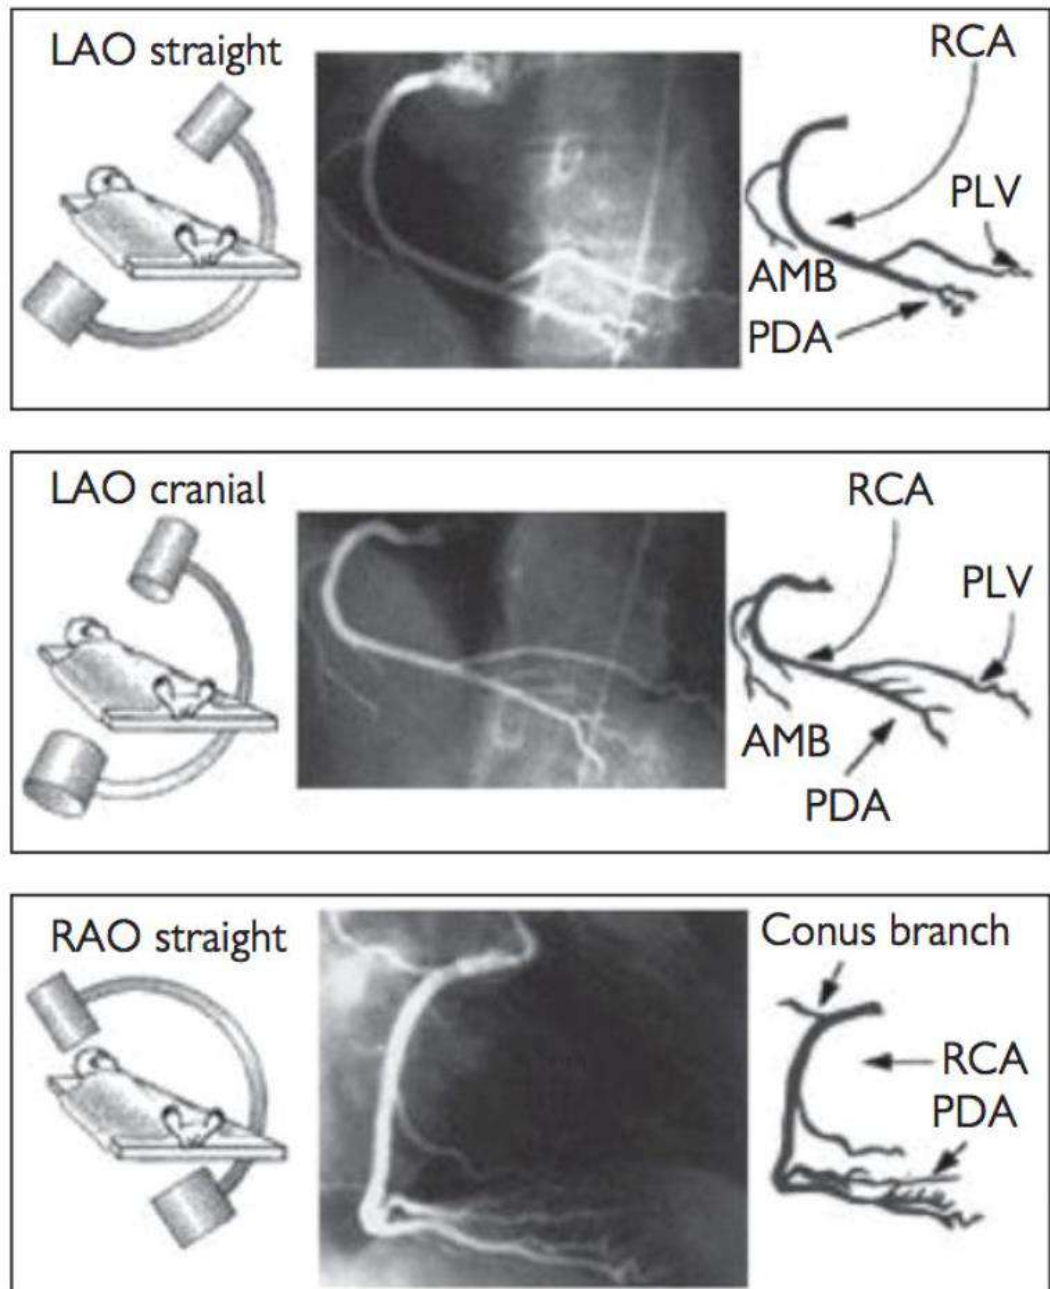 LAO straight
RCA
PLV
AMB
PDA
LAO cranial
RCA
PLV
AMB
PDA
RAO straight
Conus branch
RCA
PDA